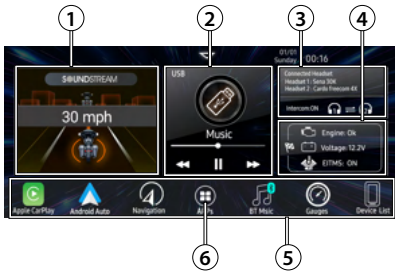 1
2
3
4
01/01
Sunday
00:16
SOUNDSTREAM
30 mph
USB
Music
Connected Headset
Headset 1 : Sena 30K
Headset 2 : Cardo Freecom 4X
Intercom:ON
Engine: Ok
Voltage: 12.2V
EJTMS: ON
Apple CarPlay
Android Auto
Navigation
APPs
BT Msic
Gauges
Device List
6
5